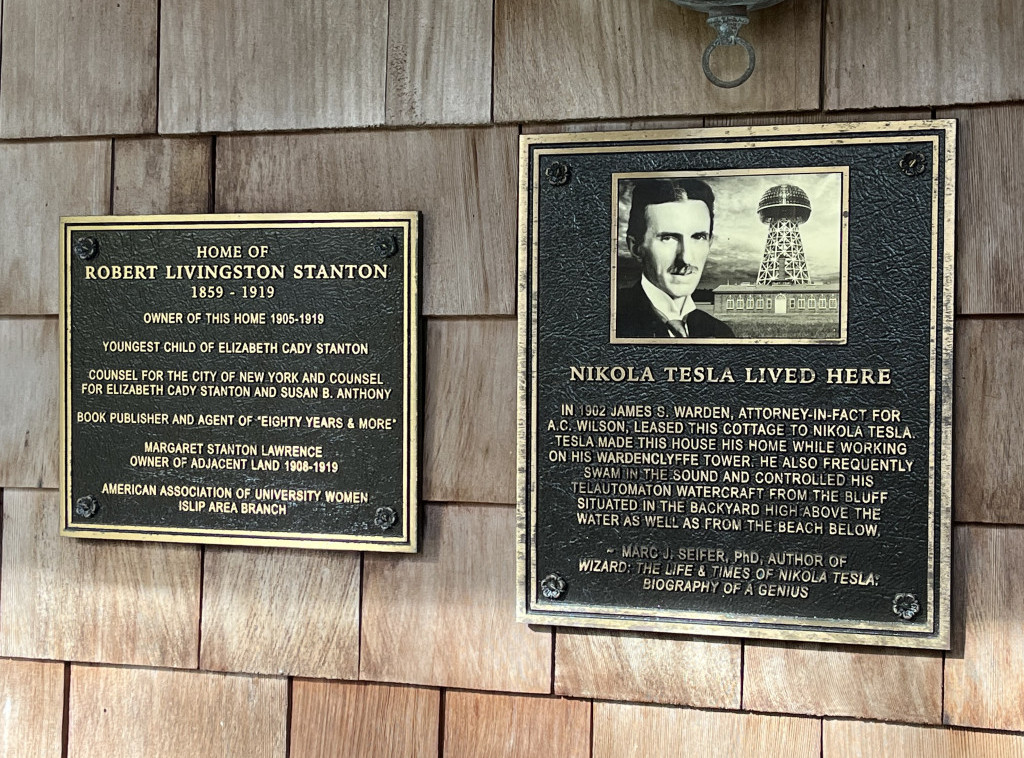 HOME OF
ROBERT LIVINGSTON STANTON
1859 - 1919
OWNER OF THIS HOME 1905-1919
YOUNGEST CHILD OF ELIZABETH CADY STANTON
COUNSEL FOR THE CITY OF NEW YORK AND COUNSEL
FOR ELIZABETH CADY STANTON AND SUSAN B. ANTHONY
BOOK PUBLISHER AND AGENT OF "EIGHTY YEARS & MORE"
MARGARET STANTON LAWRENCE
OWNER OF ADJACENT LAND 1908-1919
AMERICAN ASSOCIATION OF UNIVERSITY WOMEN
ISLIP AREA BRANCH
NIKOLA TESLA LIVED HERE
IN 1902 JAMES S. WARDEN, ATTORNEY-IN-FACT FOR
A.C. WILSON, LEASED THIS COTTAGE TO NIKOLA TESLA.
TESLA MADE THIS HOUSE HIS HOME WHILE WORKING
ON HIS WARDENCLYFFE TOWER. HE ALSO FREQUENTLY
SWAM IN THE SOUND AND CONTROLLED HIS
TELAUTOMATON WATERCRAFT FROM THE BLUFF
SITUATED IN THE BACKYARD HIGH ABOVE THE
WATER AS WELL AS FROM THE BEACH BELOW.
~ MARC J. SEIFER, PhD, AUTHOR OF
WIZARD: THE LIFE & TIMES OF NIKOLA TESLA:
BIOGRAPHY OF A GENIUS